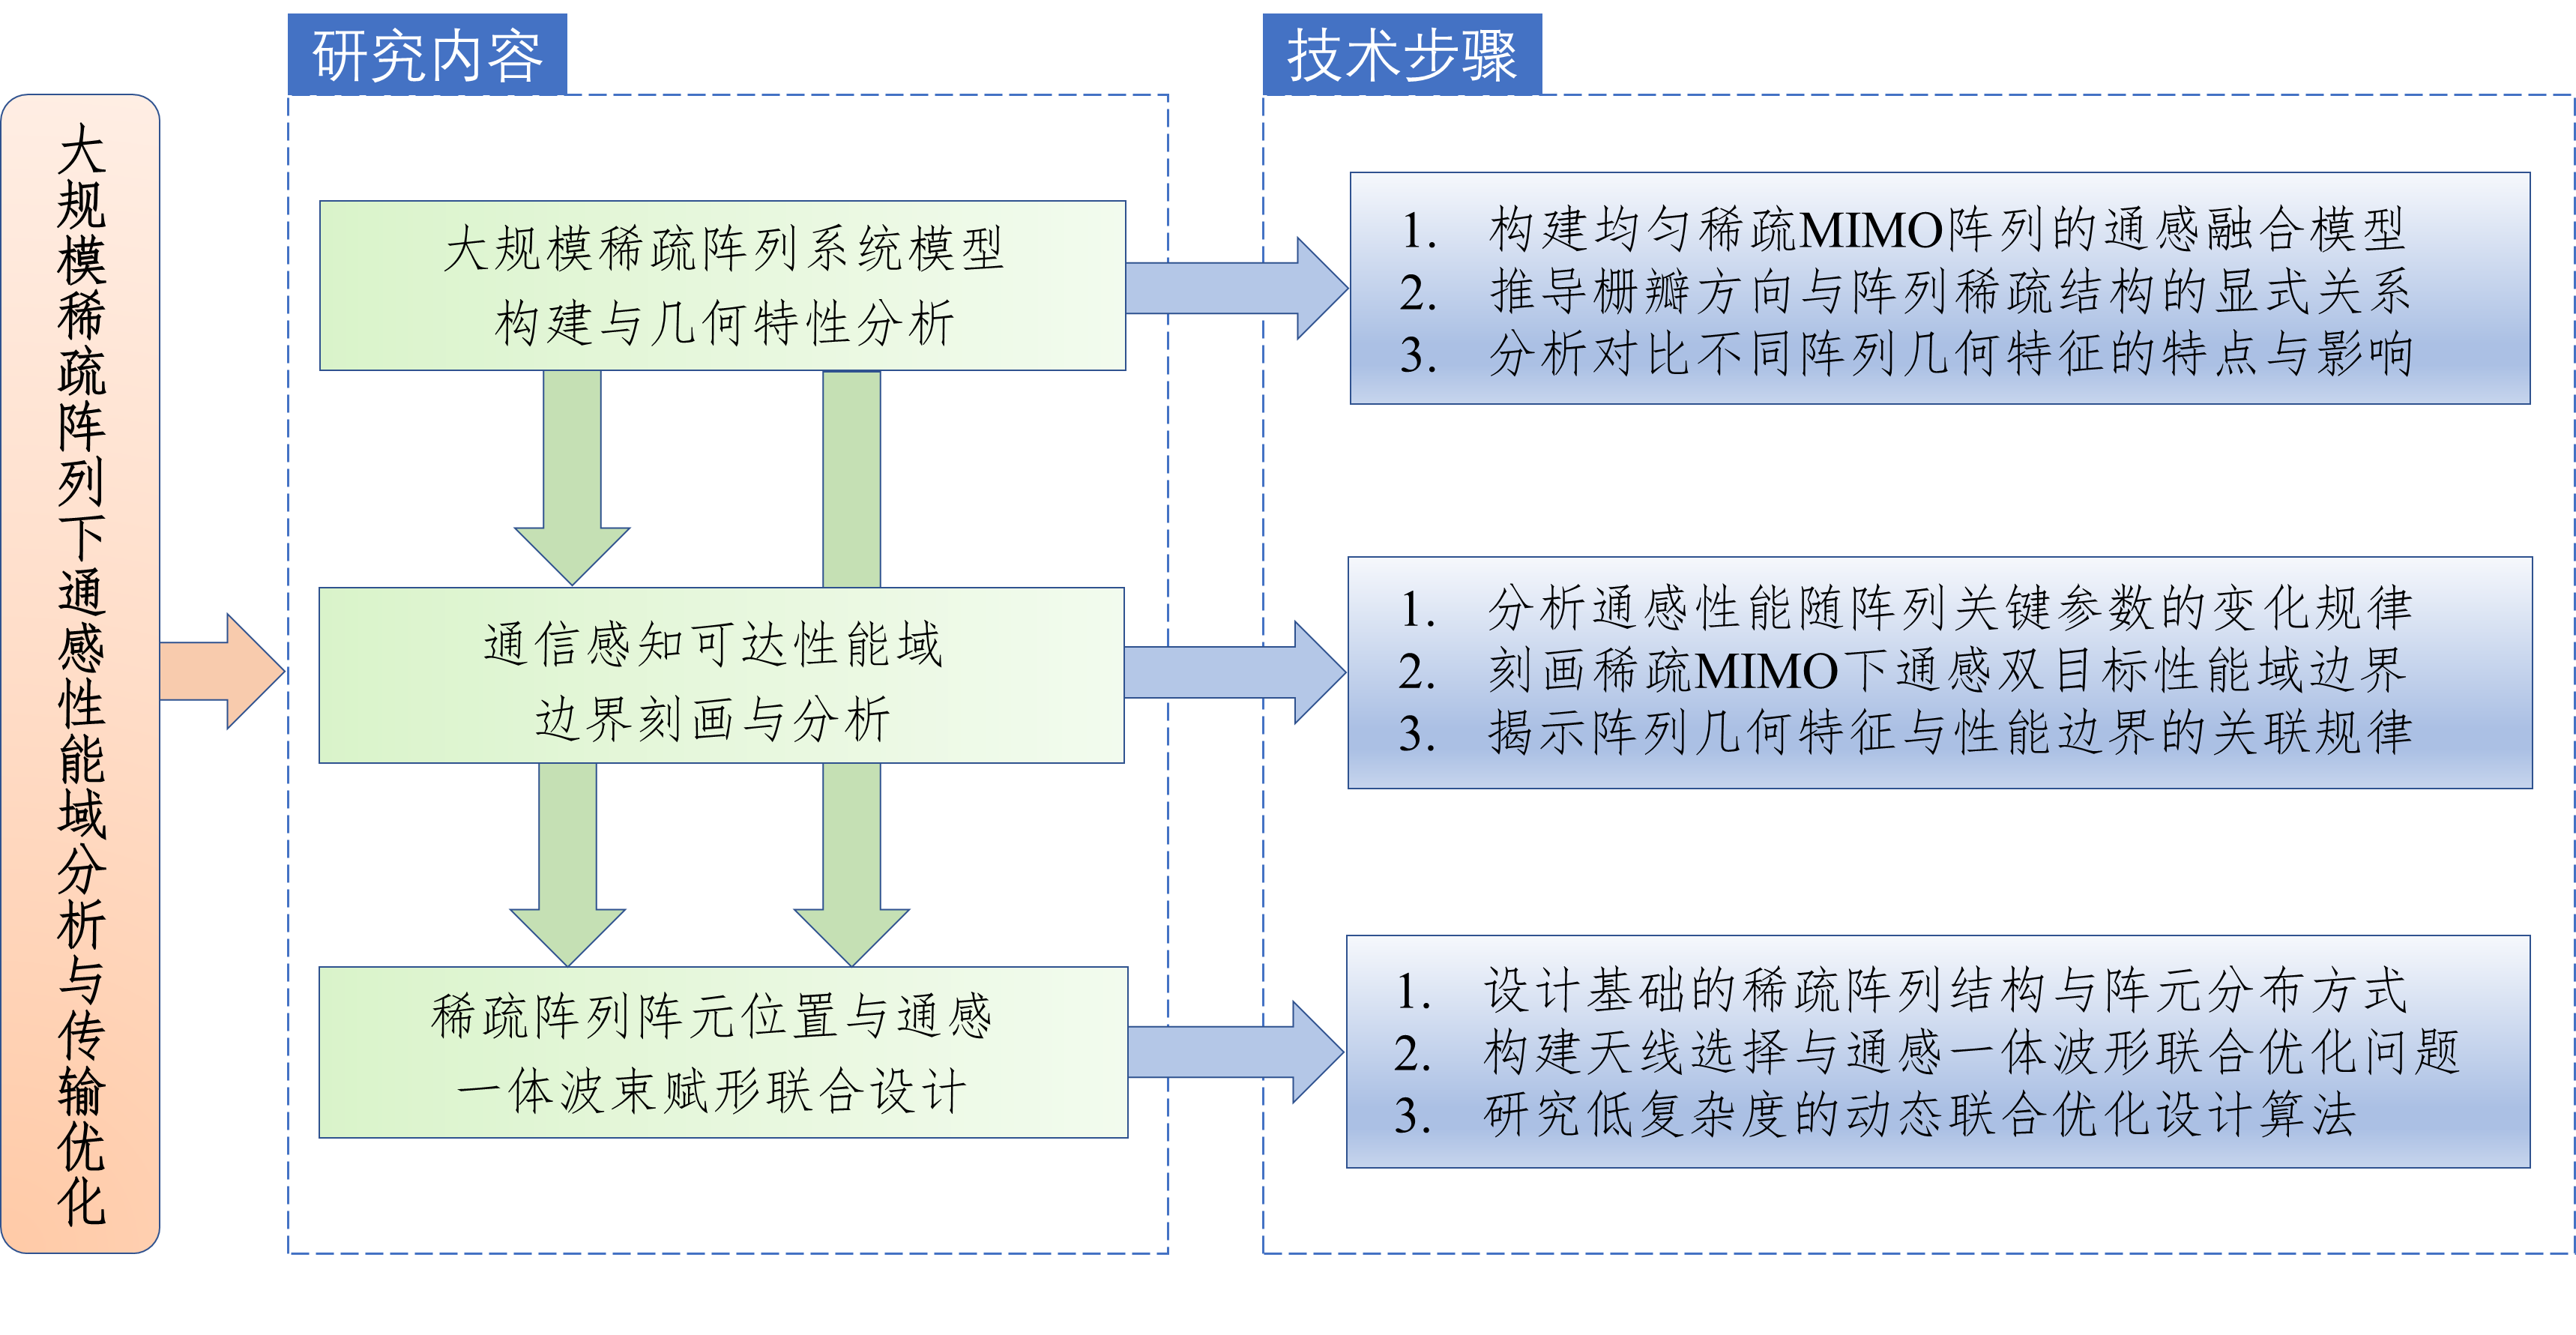 大规模稀疏阵列下通感性能域分析与传输优化
研究内容
大规模稀疏阵列系统模型
构建与几何特性分析
通信感知可达性能域
边界刻画与分析
稀疏阵列阵元位置与通感
一体波束赋形联合设计
技术步骤
1. 构建均匀稀疏MIMO阵列的通感融合模型
2. 推导栅瓣方向与阵列稀疏结构的显式关系
3. 分析对比不同阵列几何特征的特点与影响
1. 分析通感性能随阵列关键参数的变化规律
2. 刻画稀疏MIMO下通感双目标性能域边界
3. 揭示阵列几何特征与性能边界的关联规律
1. 设计基础的稀疏阵列结构与阵元分布方式
2. 构建天线选择与通感一体波形联合优化问题
3. 研究低复杂度的动态联合优化设计算法